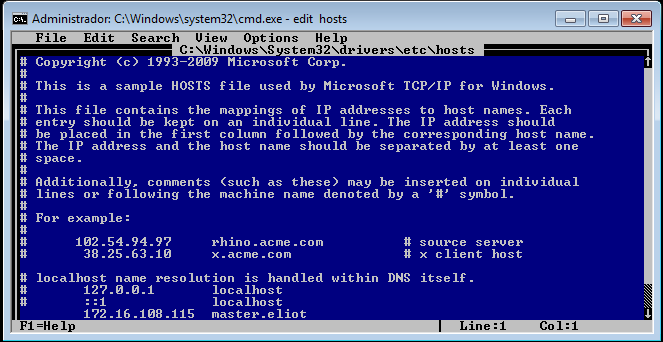 Administrador: C:\Windows\system32\cmd.exe - edit hosts
File Edit Search View Options Help
C:\Windows\System32\drivers\etc\hosts
# Copyright (c) 1993-2009 Microsoft Corp.
#
# This is a sample HOSTS file used by Microsoft TCP/IP for Windows.
#
# This file contains the mappings of IP addresses to host names. Each
# entry should be kept on an individual line. The IP address should
# be placed in the first column followed by the corresponding host name.
# The IP address and the host name should be separated by at least one
# space.
#
# Additionally, comments (such as these) may be inserted on individual
# lines or following the machine name denoted by a '#' symbol.
#
# For example:
#
# 102.54.94.97 rhino.acme.com # source server
# 38.25.63.10 x.acme.com # x client host
# localhost name resolution is handled within DNS itself.
# 127.0.0.1 localhost
# ::1 localhost
172.16.108.115 master.eliot
F1=Help Line:1 Col:1